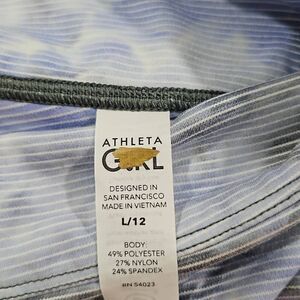 ATHLETA
GIRL
DESIGNED IN
SAN FRANCISCO
MADE IN VIETNAM
L/12
BODY:
49% POLYESTER
27% NYLON
24% SPANDEX
RN 54023